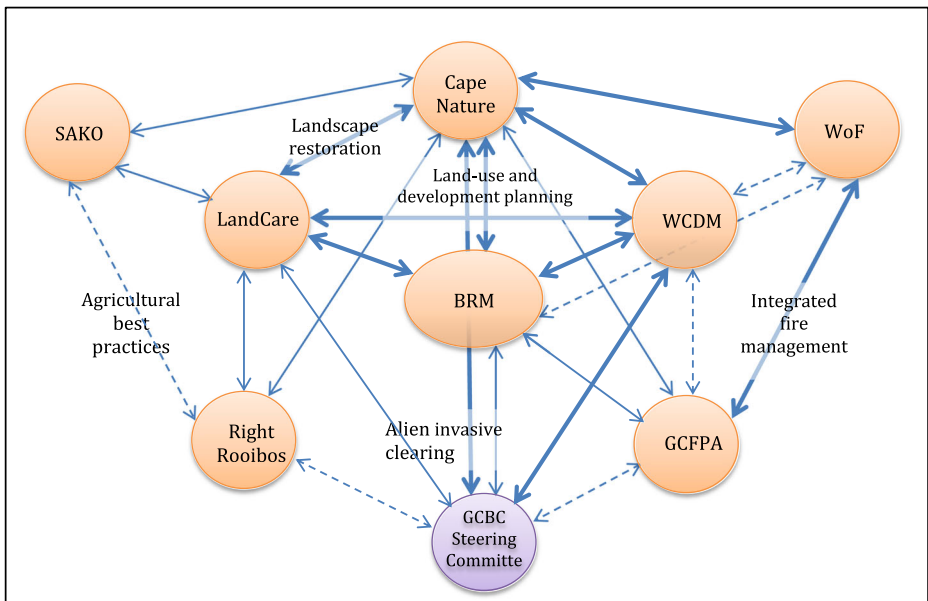 Cape
Nature
SAKO
WoF
Landscape
restoration
Land-use and
development planning
LandCare
WCDM
BRM
Agricultural
best
practices
Integrated
fire
management
Right
Rooibos
Alien invasive
clearing
GCFPA
GCBC
Steering
Committe